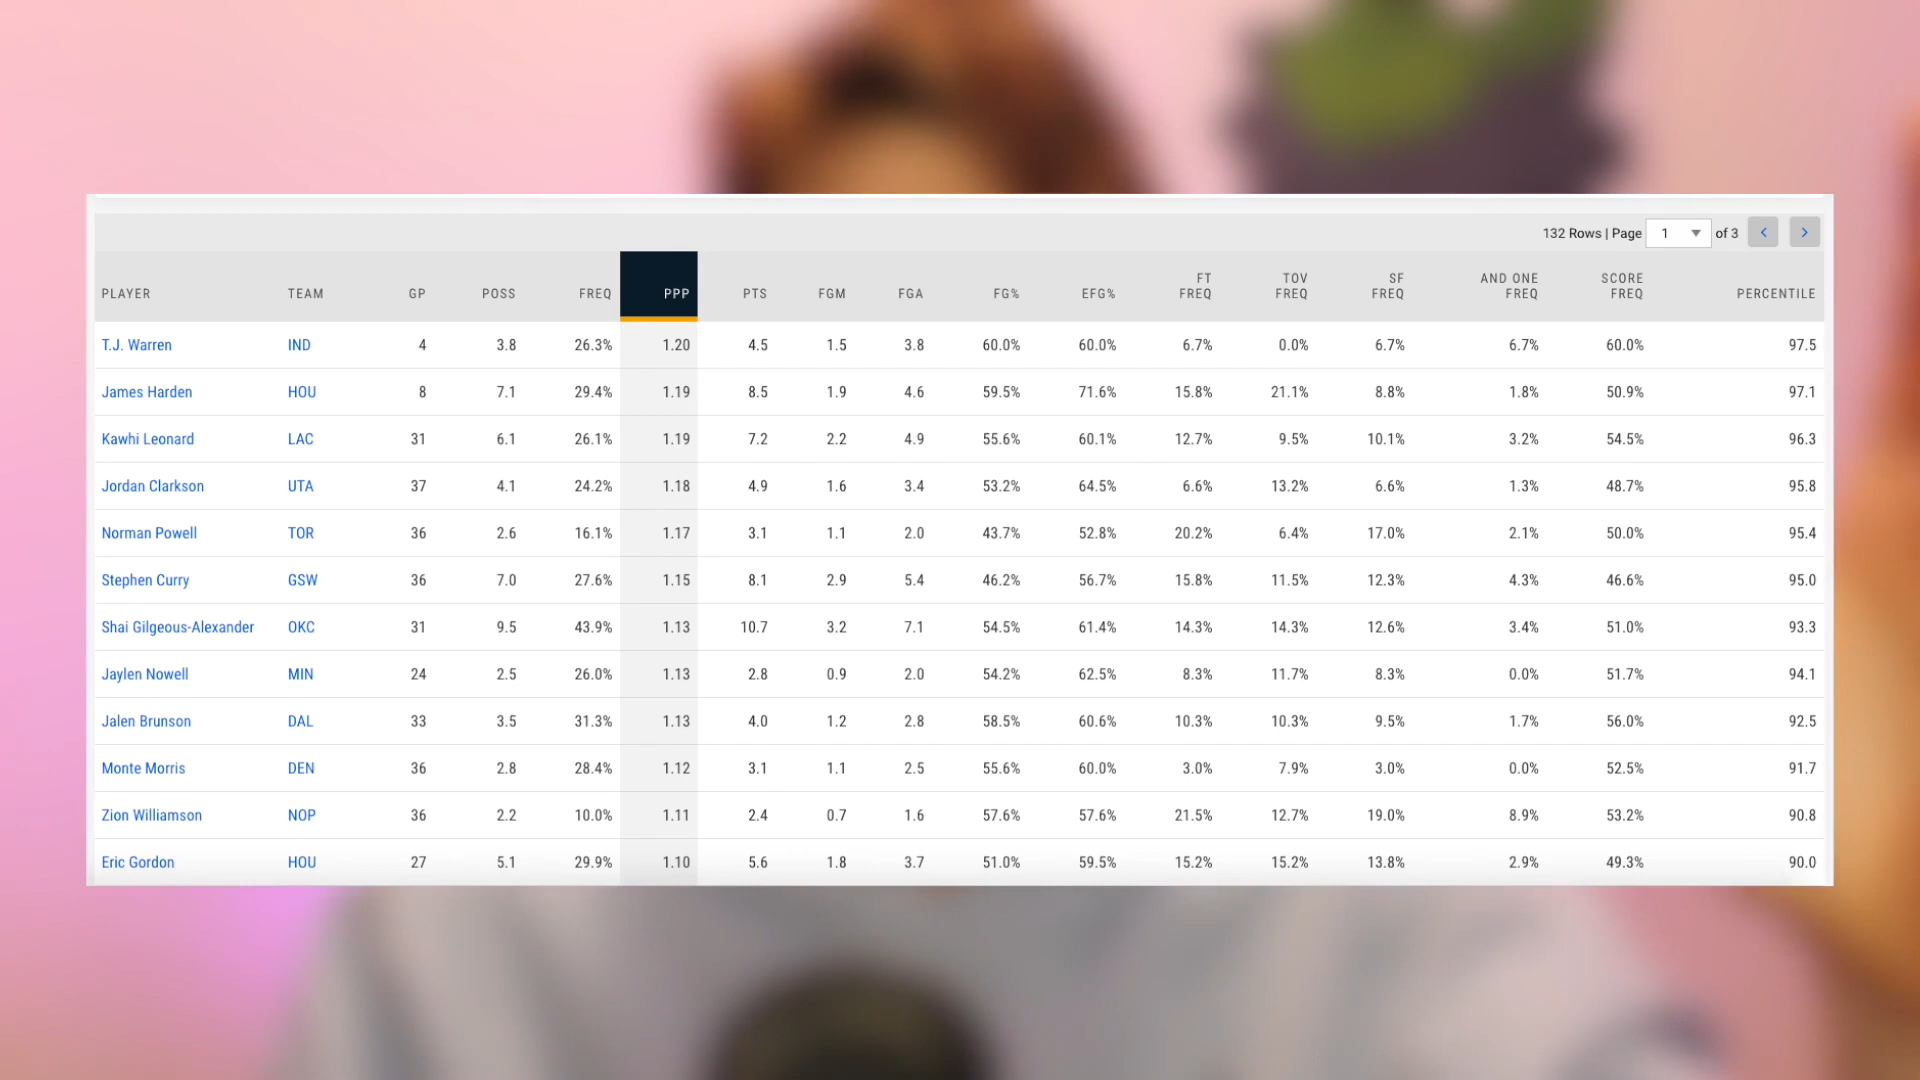 132 Rows | Page 1 of 3
PLAYER TEAM GP POSS FREQ PPP PTS FGM FGA FG% EFG% FT FREQ TOV FREQ SF FREQ AND ONE FREQ SCORE FREQ PERCENTILE
T.J. Warren IND 4 3.8 26.3% 1.20 4.5 1.5 3.8 60.0% 60.0% 6.7% 0.0% 6.7% 6.7% 60.0% 97.5
James Harden HOU 8 7.1 29.4% 1.19 8.5 1.9 4.6 59.5% 71.6% 15.8% 21.1% 8.8% 1.8% 50.9% 97.1
Kawhi Leonard LAC 31 6.1 26.1% 1.19 7.2 2.2 4.9 55.6% 60.1% 12.7% 9.5% 10.1% 3.2% 54.5% 96.3
Jordan Clarkson UTA 37 4.1 24.2% 1.18 4.9 1.6 3.4 53.2% 64.5% 6.6% 13.2% 6.6% 1.3% 48.7% 95.8
Norman Powell TOR 36 2.6 16.1% 1.17 3.1 1.1 2.0 43.7% 52.8% 20.2% 6.4% 17.0% 2.1% 50.0% 95.4
Stephen Curry GSW 36 7.0 27.6% 1.15 8.1 2.9 5.4 46.2% 56.7% 15.8% 11.5% 12.3% 4.3% 46.6% 95.0
Shai Gilgeous-Alexander OKC 31 9.5 43.9% 1.13 10.7 3.2 7.1 54.5% 61.4% 14.3% 14.3% 12.6% 3.4% 51.0% 93.3
Jaylen Nowell MIN 24 2.5 26.0% 1.13 2.8 0.9 2.0 54.2% 62.5% 8.3% 11.7% 8.3% 0.0% 51.7% 94.1
Jalen Brunson DAL 33 3.5 31.3% 1.13 4.0 1.2 2.8 58.5% 60.6% 10.3% 10.3% 9.5% 1.7% 56.0% 92.5
Monte Morris DEN 36 2.8 28.4% 1.12 3.1 1.1 2.5 55.6% 60.0% 3.0% 7.9% 3.0% 0.0% 52.5% 91.7
Zion Williamson NOP 36 2.2 10.0% 1.11 2.4 0.7 1.6 57.6% 57.6% 21.5% 12.7% 19.0% 8.9% 53.2% 90.8
Eric Gordon HOU 27 5.1 29.9% 1.10 5.6 1.8 3.7 51.0% 59.5% 15.2% 15.2% 13.8% 2.9% 49.3% 90.0